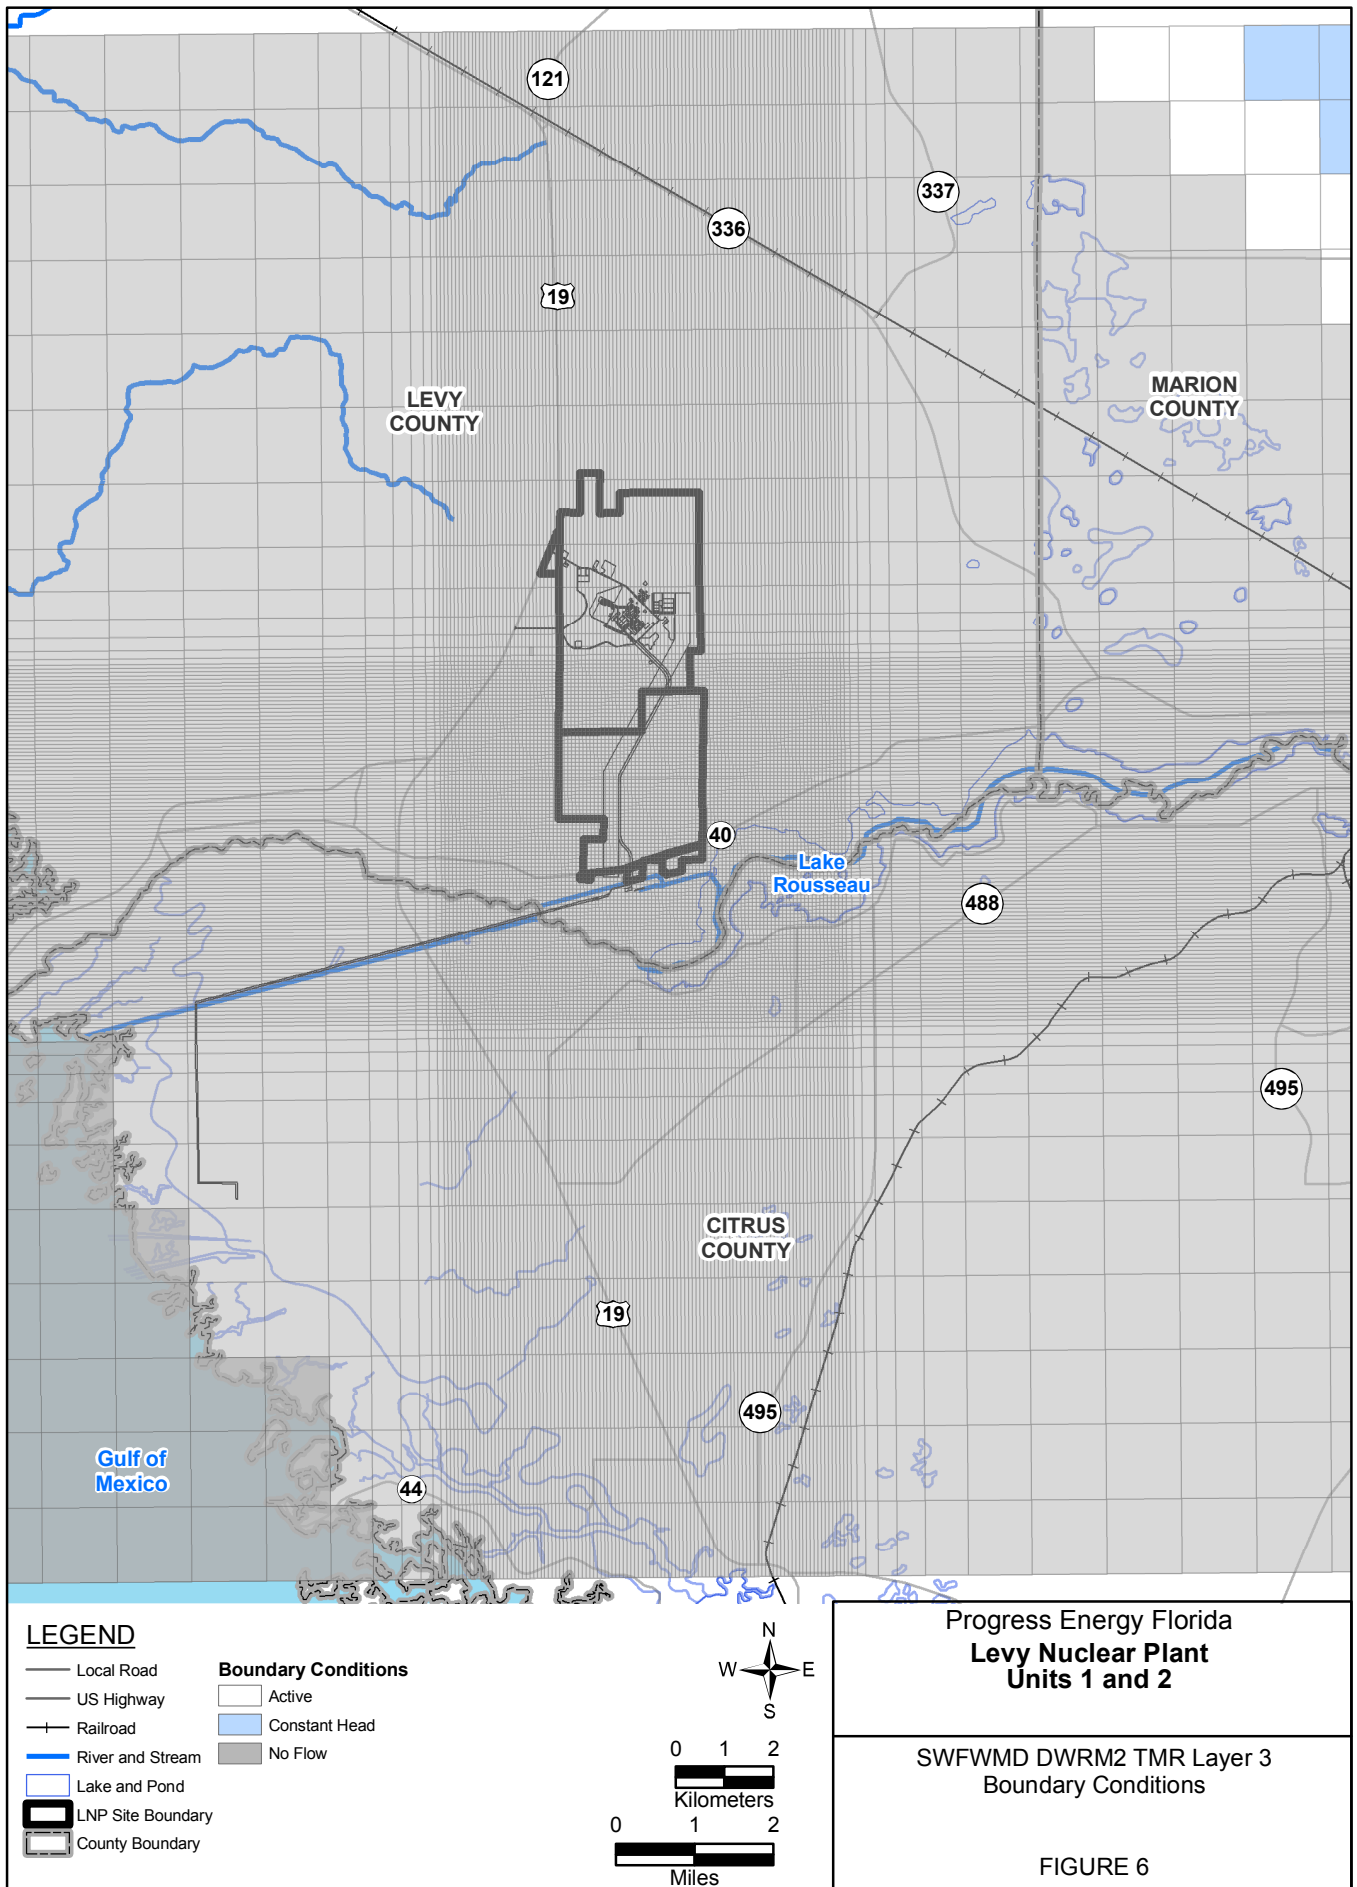 121
337
336
19
LEVY
COUNTY
MARION
COUNTY
40
Lake
Rousseau
488
495
CITRUS
COUNTY
19
495
Gulf of
Mexico
44
LEGEND
Local Road
US Highway
Railroad
River and Stream
Lake and Pond
LNP Site Boundary
County Boundary
Boundary Conditions
Active
Constant Head
No Flow
N
W E
S
0 1 2
Kilometers
0 1 2
Miles
Progress Energy Florida
Levy Nuclear Plant
Units 1 and 2
SWFWMD DWRM2 TMR Layer 3
Boundary Conditions
FIGURE 6